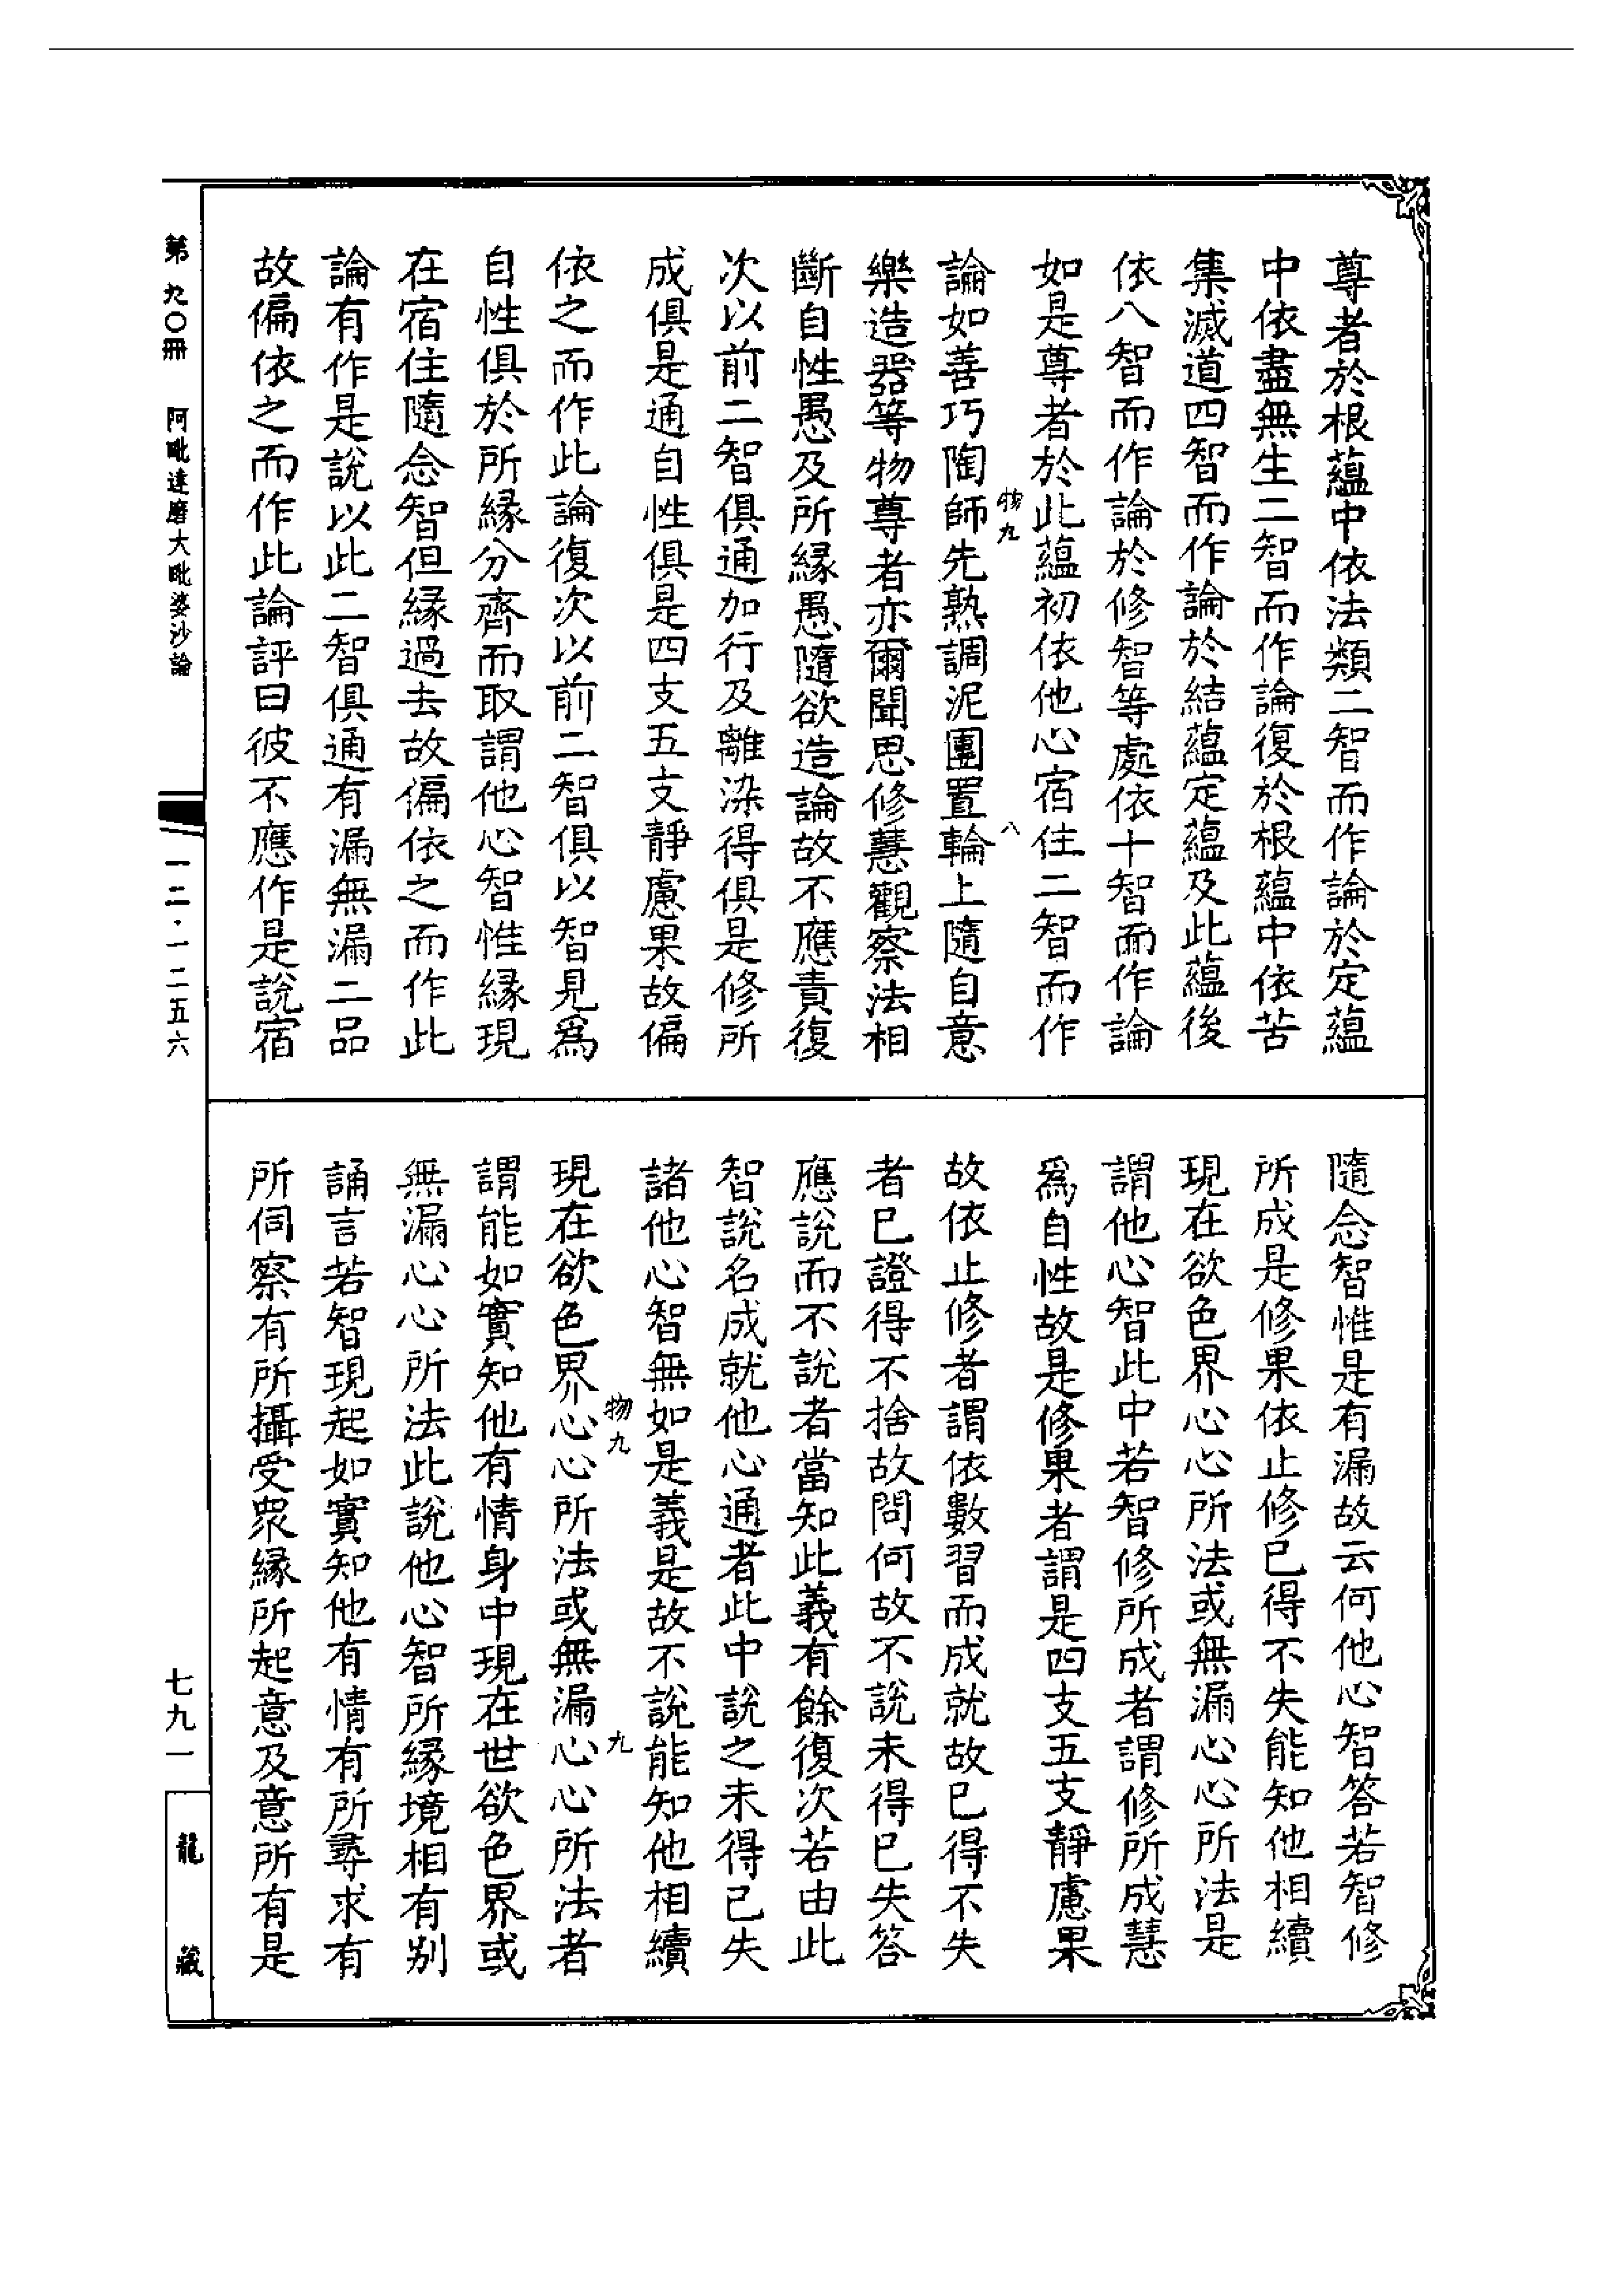 尊者於根蘊中依法類二智而作論於定蘊
中依盡無生二智而作論復於根蘊中依苦
集滅道四智而作論於結蘊定蘊及此蘊後
依八智而作論於修智等處依十智而作論
如是尊者於此蘊初依他心宿住二智而作
物九
八
論如善巧陶師先熟調泥團置輪上隨自意
樂造器等物尊者亦爾聞思修慧觀察法相
斷自性愚及所緣愚隨欲造論故不應責復
次以前二智俱通加行及離染得俱是修所
成俱是通自性俱是四支五支靜慮果故偏
依之而作此論復次以前二智俱以智見為
自性俱於所緣分齊而取謂他心智性緣現
在宿住隨念智但緣過去故偏依之而作此
論有作是說以此二智俱通有漏無漏二品
故偏依之而作此論評曰彼不應作是說宿
隨念智惟是有漏故云何他心智答若智修
所成是修果依止修已得不失能知他相續
現在欲色界心心所法或無漏心心所法是
謂他心智此中若智修所成者謂修所成慧
為自性故是修果者謂是四支五支靜慮果
故依止修者謂依數習而成就故已得不失
者已證得不捨故問何故不說未得已失答
應說而不說者當知此義有餘復次若由此
智說名成就他心通者此中說之未得已失
諸他心智無如是義是故不說能知他相續
物九
九
現在欲色界心心所法或無漏心心所法者
謂能如實知他有情身中現在世欲色界或
無漏心心所法此說他心智所緣境相有別
誦言若智現起如實知他有情有所尋求有
所伺察有所攝受眾緣所起意及意所有是
第九〇冊 阿毗達磨大毗婆沙論
一二·一二五六
七九一
龍藏